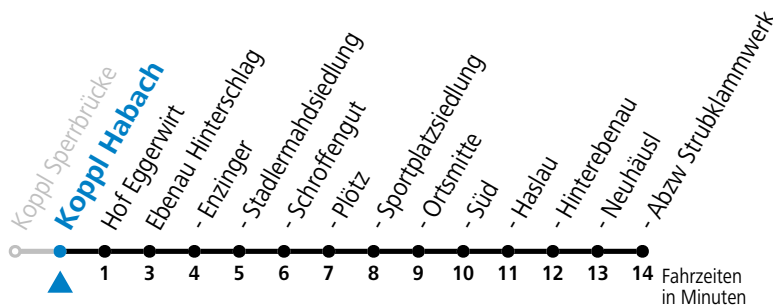 Koppl Sperrbrücke
Koppl Habach
Hof Eggerwirt
Ebenau Hinterschlag
- Enzinger
- Stadlermahdsiedlung
- Schroffengut
- Plötz
- Sportplatzsiedlung
- Ortsmitte
- Süd
- Haslau
- Hinterebenau
- Neuhäusl
- Abzw Strubklammwerk
1 3 4 5 6 7 8 9 10 11 12 13 14 Fahrzeiten
in Minuten